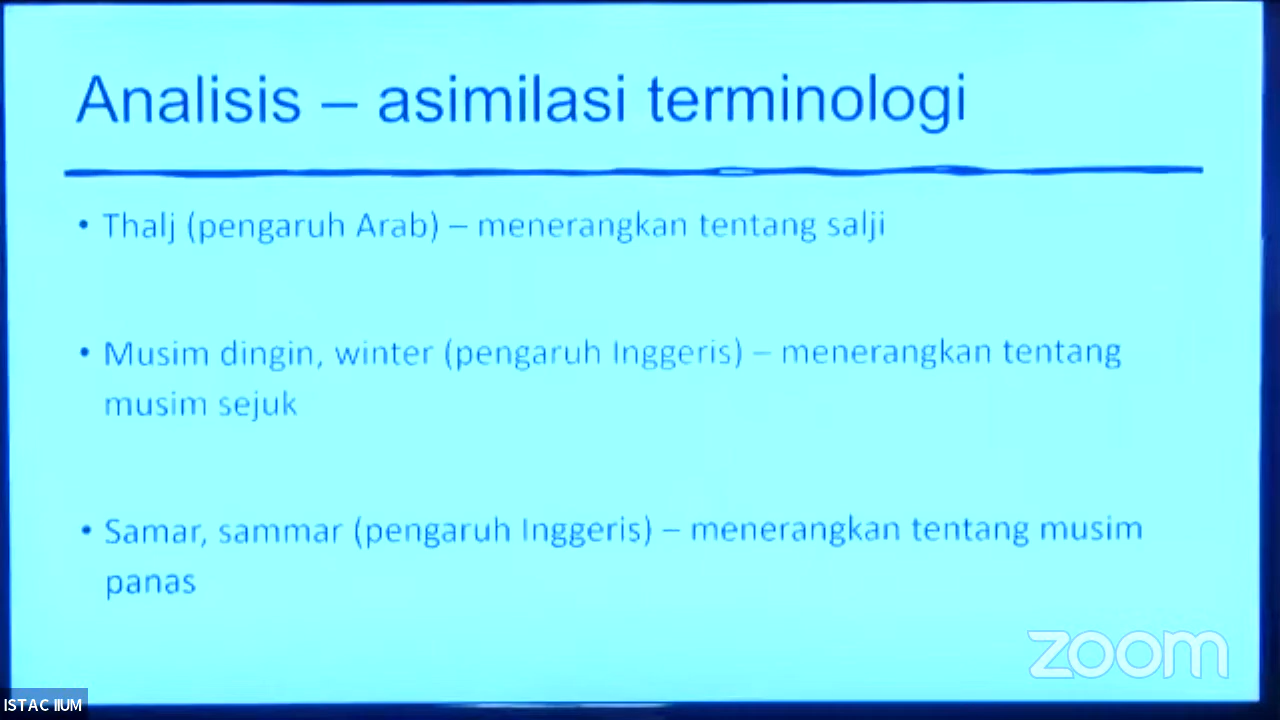 Analisis – asimilasi terminologi
• Thalj (pengaruh Arab) – menerangkan tentang salji
• Musim dingin, winter (pengaruh Inggeris) – menerangkan tentang
musim sejuk
• Samar, sammar (pengaruh Inggeris) – menerangkan tentang musim
panas
zoom
ISTAC IIUM